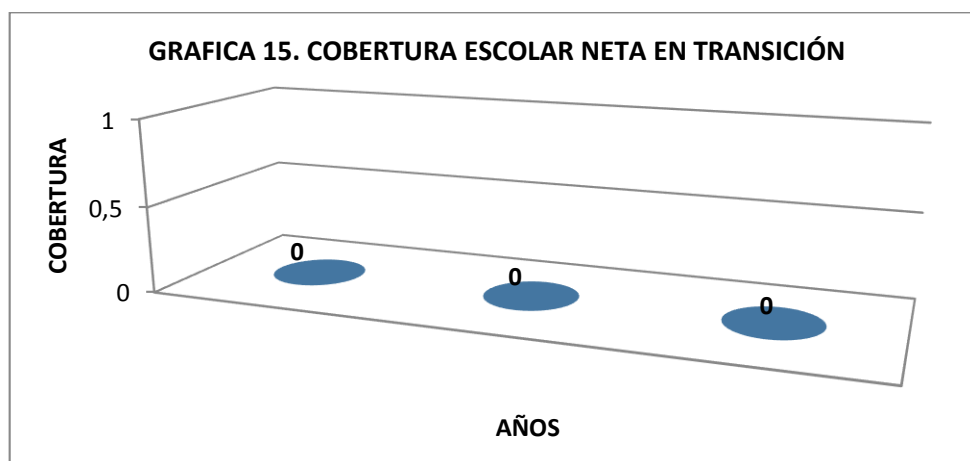 GRAFICA 15. COBERTURA ESCOLAR NETA EN TRANSICIÓN
COBERTURA
1
0,5
0
0
0
0
AÑOS